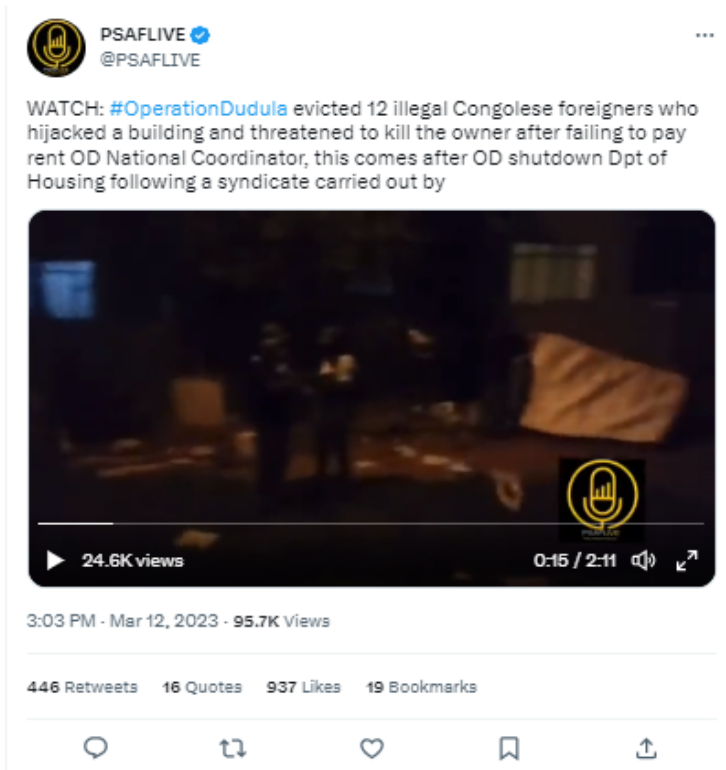 PSAFLIVE
@PSAFLIVE
WATCH: #OperationDudula evicted 12 illegal Congolese foreigners who
hijacked a building and threatened to kill the owner after failing to pay
rent OD National Coordinator, this comes after OD shutdown Dpt of
Housing following a syndicate carried out by
PSAFLIVE
24.6K views
0:15 / 2:11
3:03 PM · Mar 12, 2023 · 95.7K Views
446 Retweets 16 Quotes 937 Likes 19 Bookmarks